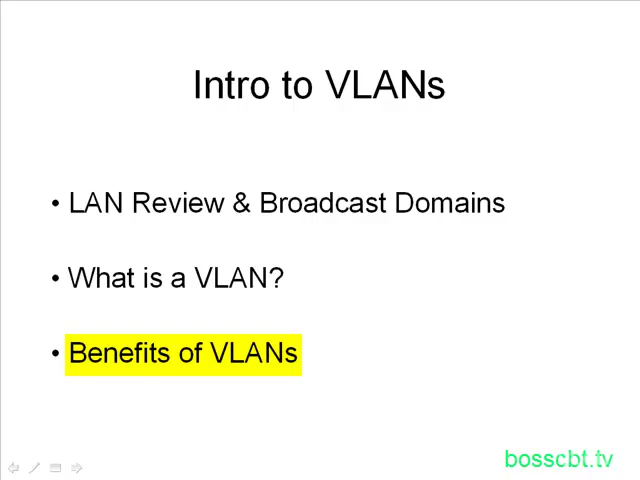 Intro to VLANs
• LAN Review & Broadcast Domains
• What is a VLAN?
• Benefits of VLANs
bosscbt.tv